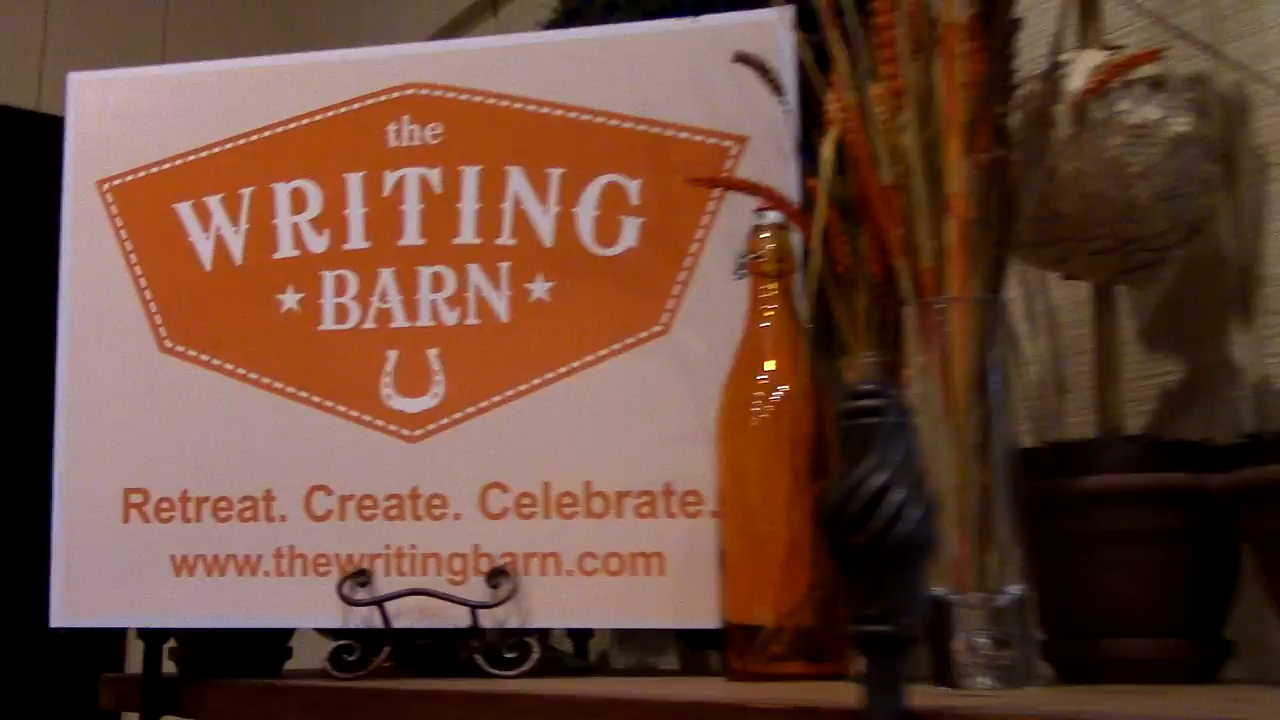 the
WRITING
BARN
Retreat. Create. Celebrate.
www.thewritingbarn.com